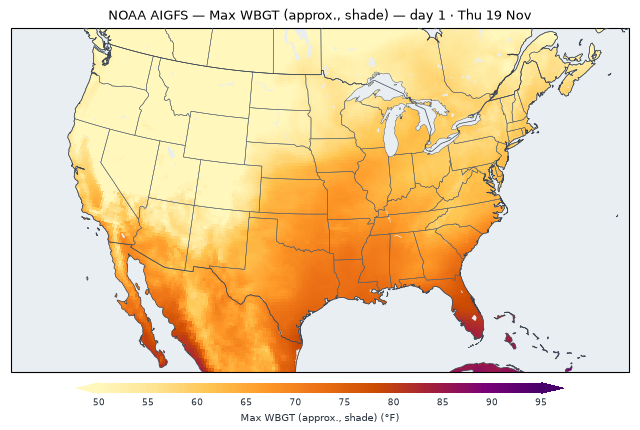 NOAA AIGFS — Max WBGT (approx., shade) — day 1 · Thu 19 Nov
50 55 60 65 70 75 80 85 90 95
Max WBGT (approx., shade) (°F)